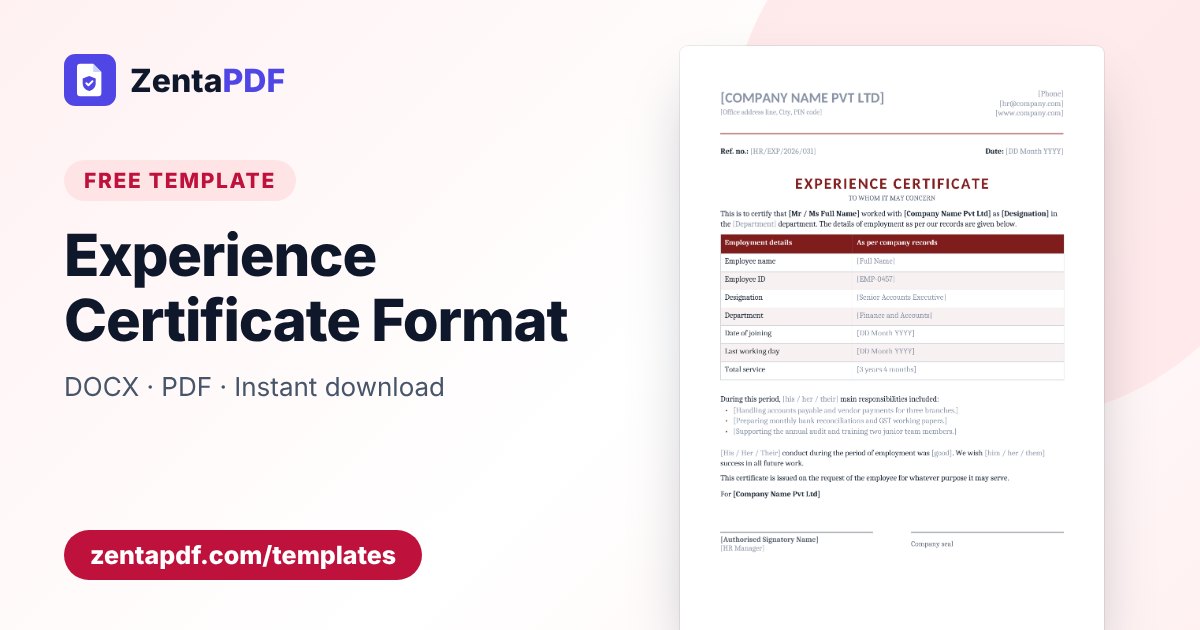 ZentaPDF
FREE TEMPLATE
Experience
Certificate Format
DOCX · PDF · Instant download
zentapdf.com/templates
[COMPANY NAME PVT LTD]
[Office address line, City, PIN code]
[Phone]
[hr@company.com]
[www.company.com]
Ref. no.: [HR/EXP/2026/031]
Date: [DD Month YYYY]
EXPERIENCE CERTIFICATE
TO WHOM IT MAY CONCERN
This is to certify that [Mr / Ms Full Name] worked with [Company Name Pvt Ltd] as [Designation] in
the [Department] department. The details of employment as per our records are given below.
Employment details As per company records
Employee name [Full Name]
Employee ID [EMP-0457]
Designation [Senior Accounts Executive]
Department [Finance and Accounts]
Date of joining [DD Month YYYY]
Last working day [DD Month YYYY]
Total service [3 years 4 months]
During this period, [his / her / their] main responsibilities included:
• [Handling accounts payable and vendor payments for three branches.]
• [Preparing monthly bank reconciliations and GST working papers.]
• [Supporting the annual audit and training two junior team members.]
[His / Her / Their] conduct during the period of employment was [good]. We wish [him / her / them]
success in all future work.
This certificate is issued on the request of the employee for whatever purpose it may serve.
For [Company Name Pvt Ltd]
[Authorised Signatory Name]
[HR Manager]
Company seal